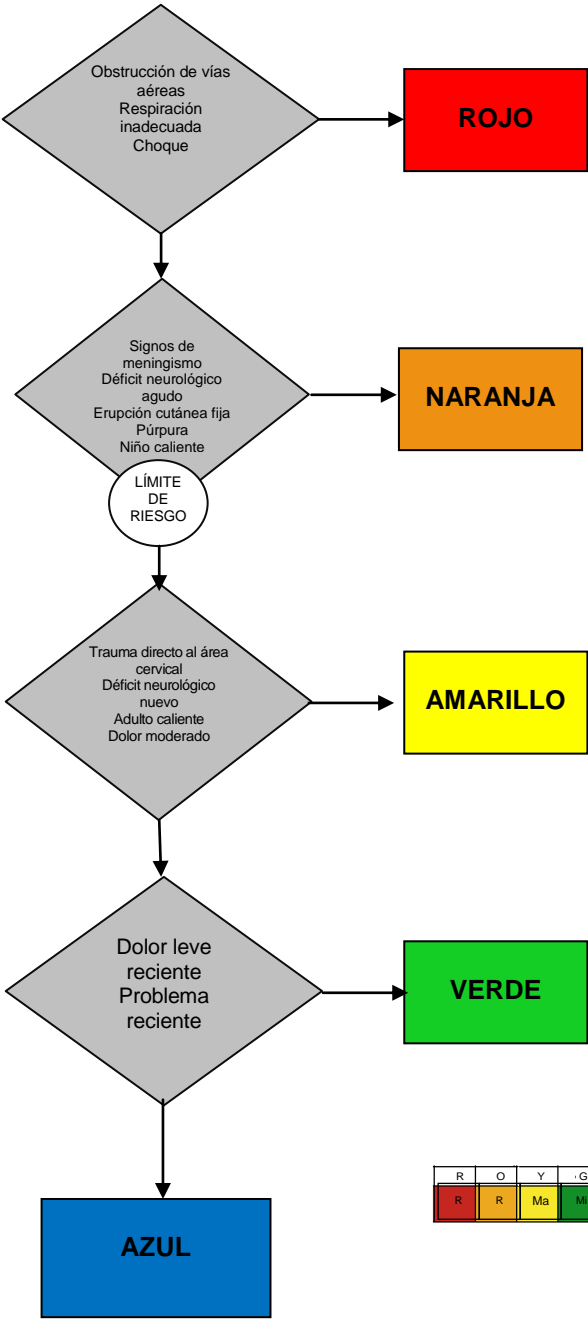 Obstrucción de vías
aéreas
Respiración
inadecuada
Choque
ROJO
Signos de
meningismo
Déficit neurológico
agudo
Erupción cutánea fija
Púrpura
Niño caliente
NARANJA
LÍMITE
DE
RIESGO
Trauma directo al área
cervical
Déficit neurológico
nuevo
Adulto caliente
Dolor moderado
AMARILLO
Dolor leve
reciente
Problema
reciente
VERDE
R O Y G
R R Ma Mi
AZUL